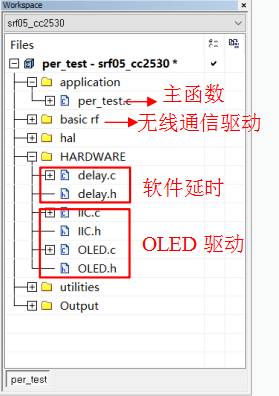 Workspace
srf05_cc2530
Files
per_test - srf05_cc2530 *
application
per_test.c 主函数
basic rf 无线通信驱动
hal
HARDWARE
delay.c
delay.h
软件延时
IIC.c
IIC.h
OLED.c
OLED.h
OLED 驱动
utilities
Output
per_test